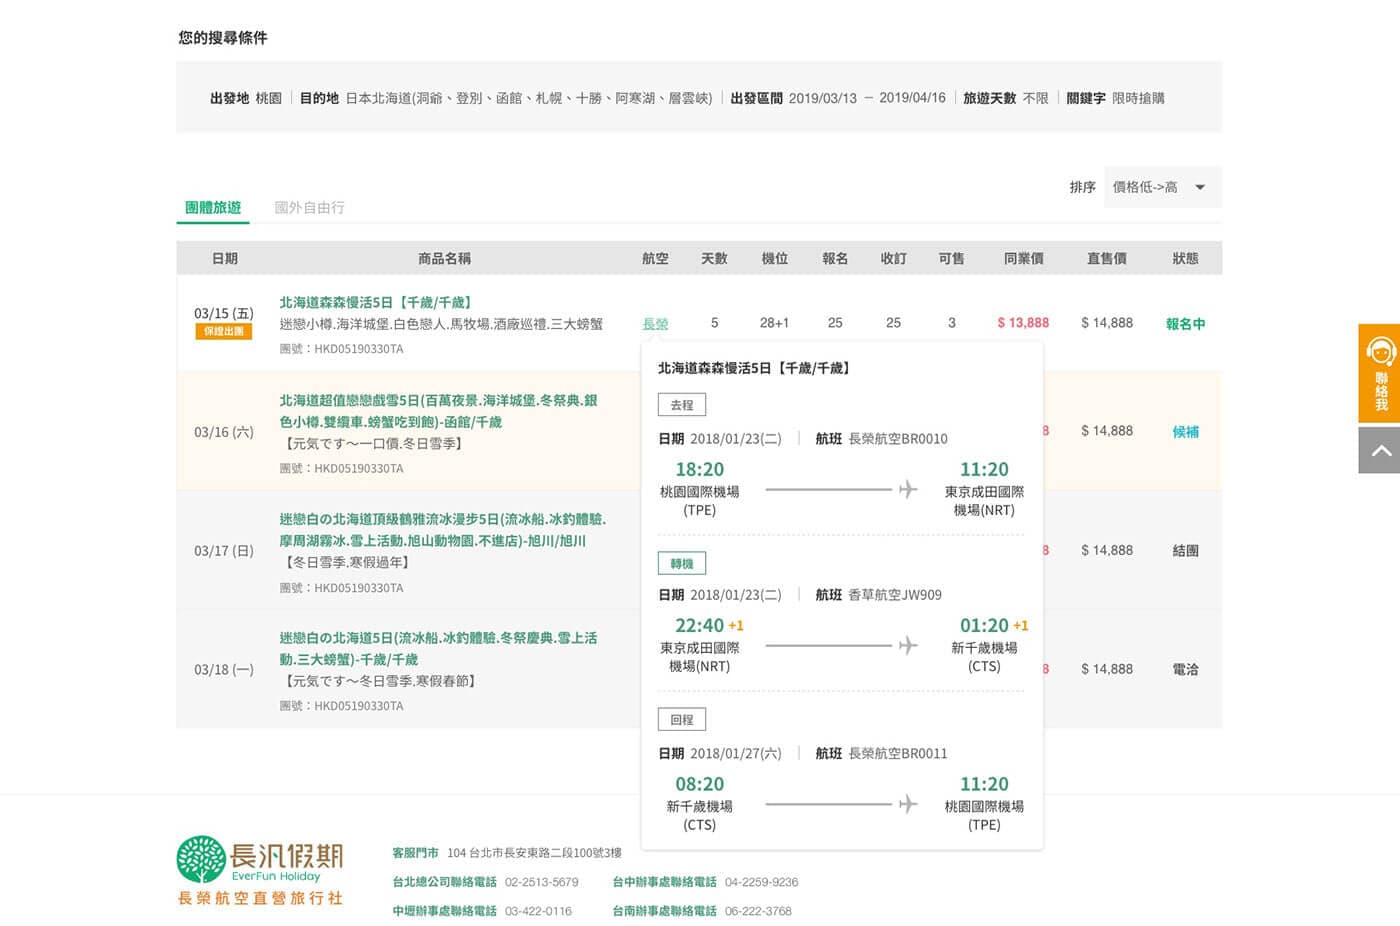 您的搜尋條件
出發地 桃園 目的地 日本北海道(洞爺、登別、函館、札幌、十勝、阿寒湖、層雲峽) 出發區間 2019/03/13 － 2019/04/16 旅遊天數 不限 關鍵字 限時搶購
排序 價格低->高
團體旅遊 國外自由行
日期 商品名稱 航空 天數 機位 報名 收訂 可售 同業價 直售價 狀態
03/15 (五)
保證出團
北海道森森慢活5日【千歲/千歲】
迷戀小樽.海洋城堡.白色戀人.馬牧場.酒廠巡禮.三大螃蟹
團號：HKD05190330TA
長榮 5 28+1 25 25 3 $ 13,888 $ 14,888 報名中
03/16 (六)
北海道超值戀戀戲雪5日(百萬夜景.海洋城堡.冬祭典.銀
色小樽.雙纜車.螃蟹吃到飽)-函館/千歲
【元気です～一口價.冬日雪季】
團號：HKD05190330TA
8 $ 14,888 候補
03/17 (日)
迷戀白の北海道頂級鶴雅流冰漫步5日(流冰船.冰釣體驗.
摩周湖霧冰.雪上活動.旭山動物園.不進店)-旭川/旭川
【冬日雪季.寒假過年】
團號：HKD05190330TA
8 $ 14,888 結團
03/18 (一)
迷戀白の北海道5日(流冰船.冰釣體驗.冬祭慶典.雪上活
動.三大螃蟹)-千歲/千歲
【元気です～冬日雪季.寒假春節】
團號：HKD05190330TA
8 $ 14,888 電洽
北海道森森慢活5日【千歲/千歲】
去程
日期 2018/01/23(二) 航班 長榮航空BR0010
18:20 11:20
桃園國際機場 東京成田國際
(TPE) 機場(NRT)
轉機
日期 2018/01/23(二) 航班 香草航空JW909
22:40 +1 01:20 +1
東京成田國際 新千歲機場
機場(NRT) (CTS)
回程
日期 2018/01/27(六) 航班 長榮航空BR0011
08:20 11:20
新千歲機場 桃園國際機場
(CTS) (TPE)
聯絡我
長汎假期
EverFun Holiday
長榮航空直營旅行社
客服門市 104 台北市長安東路二段100號3樓
台北總公司聯絡電話 02-2513-5679 台中辦事處聯絡電話 04-2259-9236
中壢辦事處聯絡電話 03-422-0116 台南辦事處聯絡電話 06-222-3768